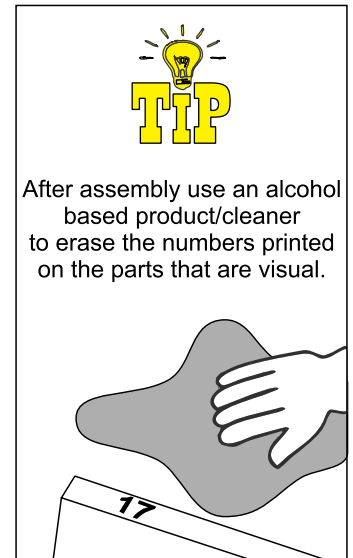 TIP
After assembly use an alcohol
based product/cleaner
to erase the numbers printed
on the parts that are visual.
17